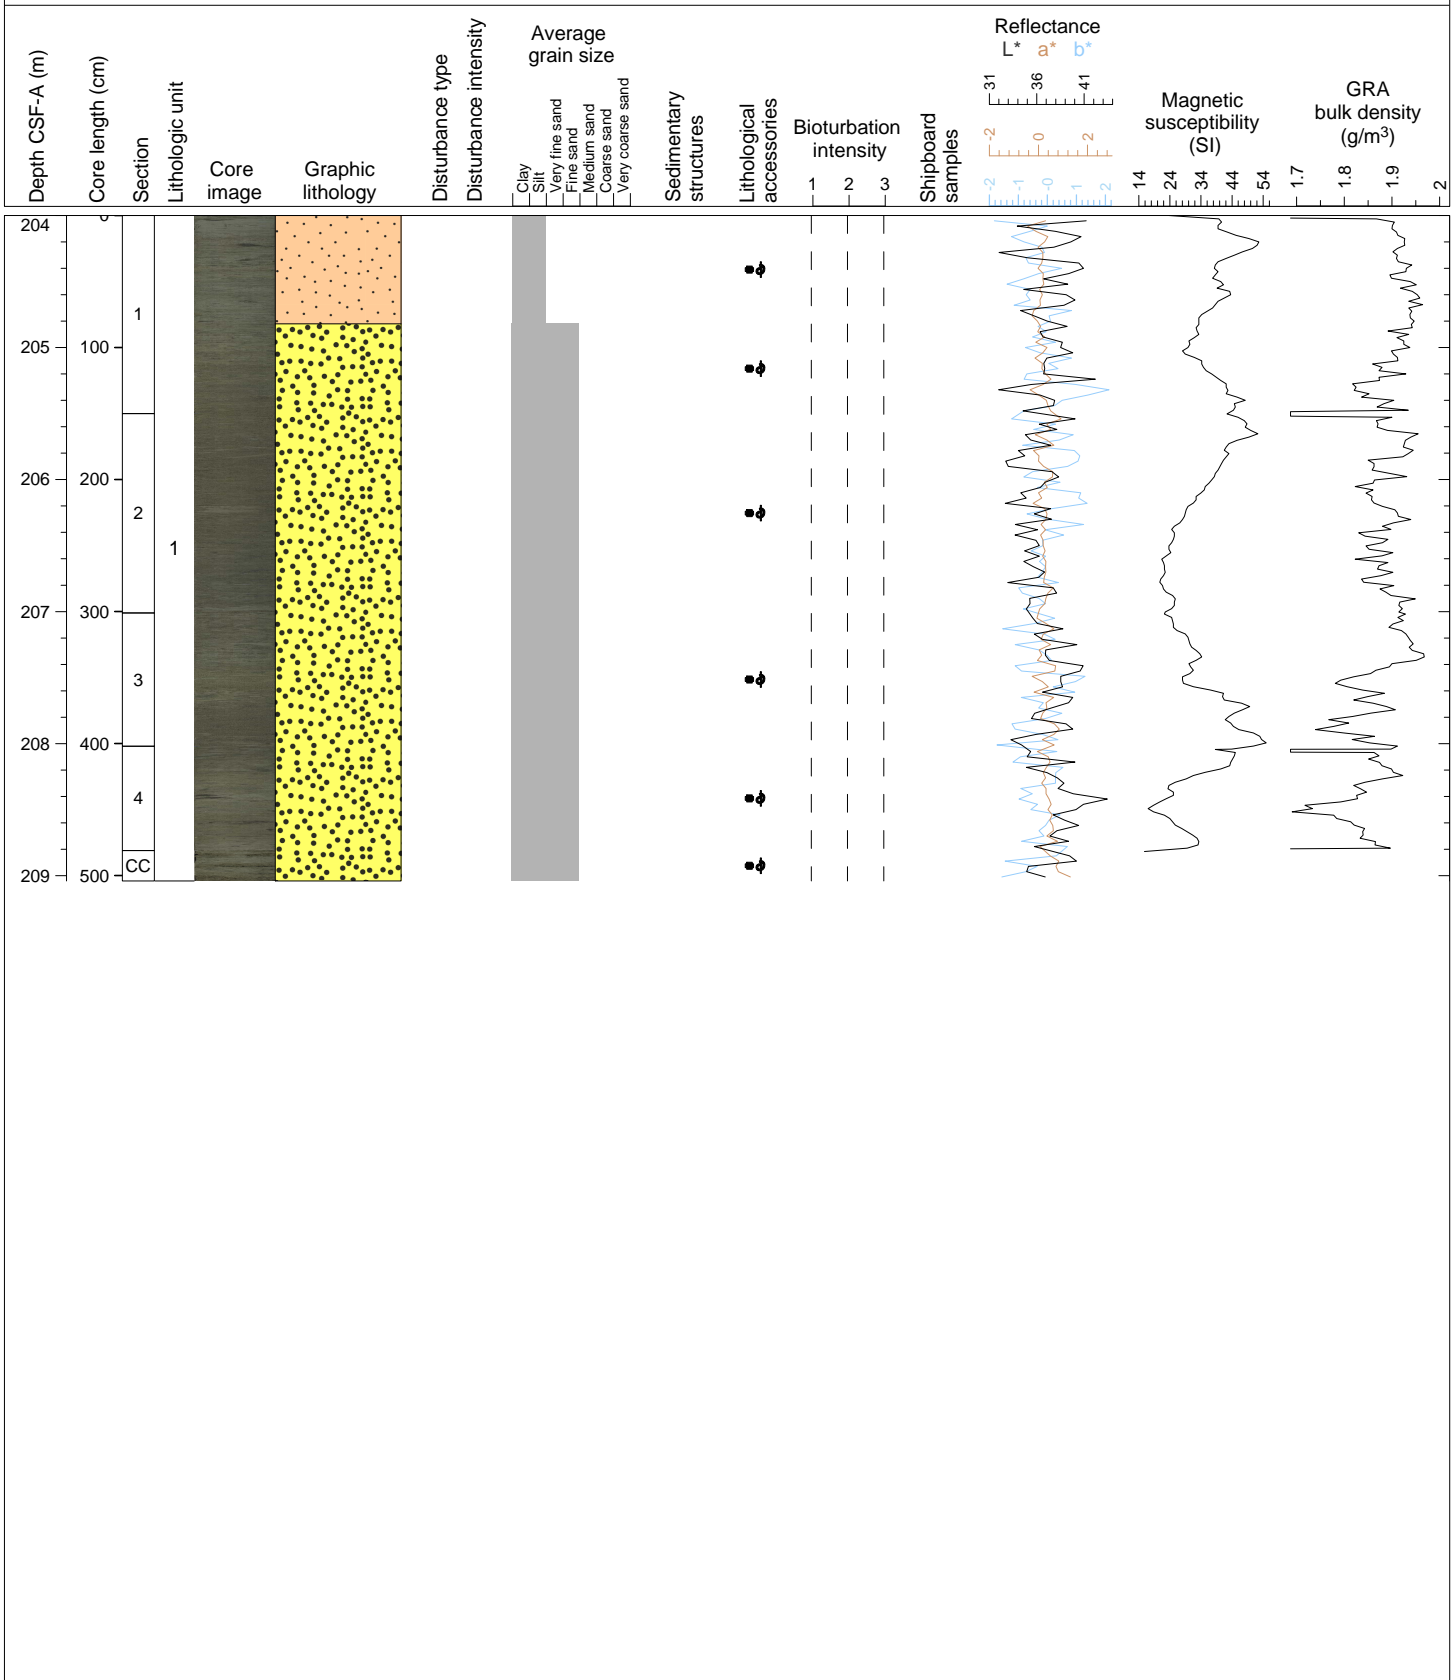 Depth CSF-A (m)
Core length (cm)
Section
Lithologic unit
Core
image
Graphic
lithology
Disturbance type
Disturbance intensity
Average
grain size
Clay
Silt
Very fine sand
Fine sand
Medium sand
Coarse sand
Very coarse sand
Sedimentary
structures
Lithological
accessories
Bioturbation
intensity
1 2 3
Shipboard
samples
Reflectance
L* a* b*
31 36 41
-2 0 2
-2 -1 -0 1 2
Magnetic
susceptibility
(SI)
14 24 34 44 54
GRA
bulk density
(g/m3)
1.7 1.8 1.9 2
204
205
206
207
208
209
0
100
200
300
400
500
1
2
3
4
CC
1